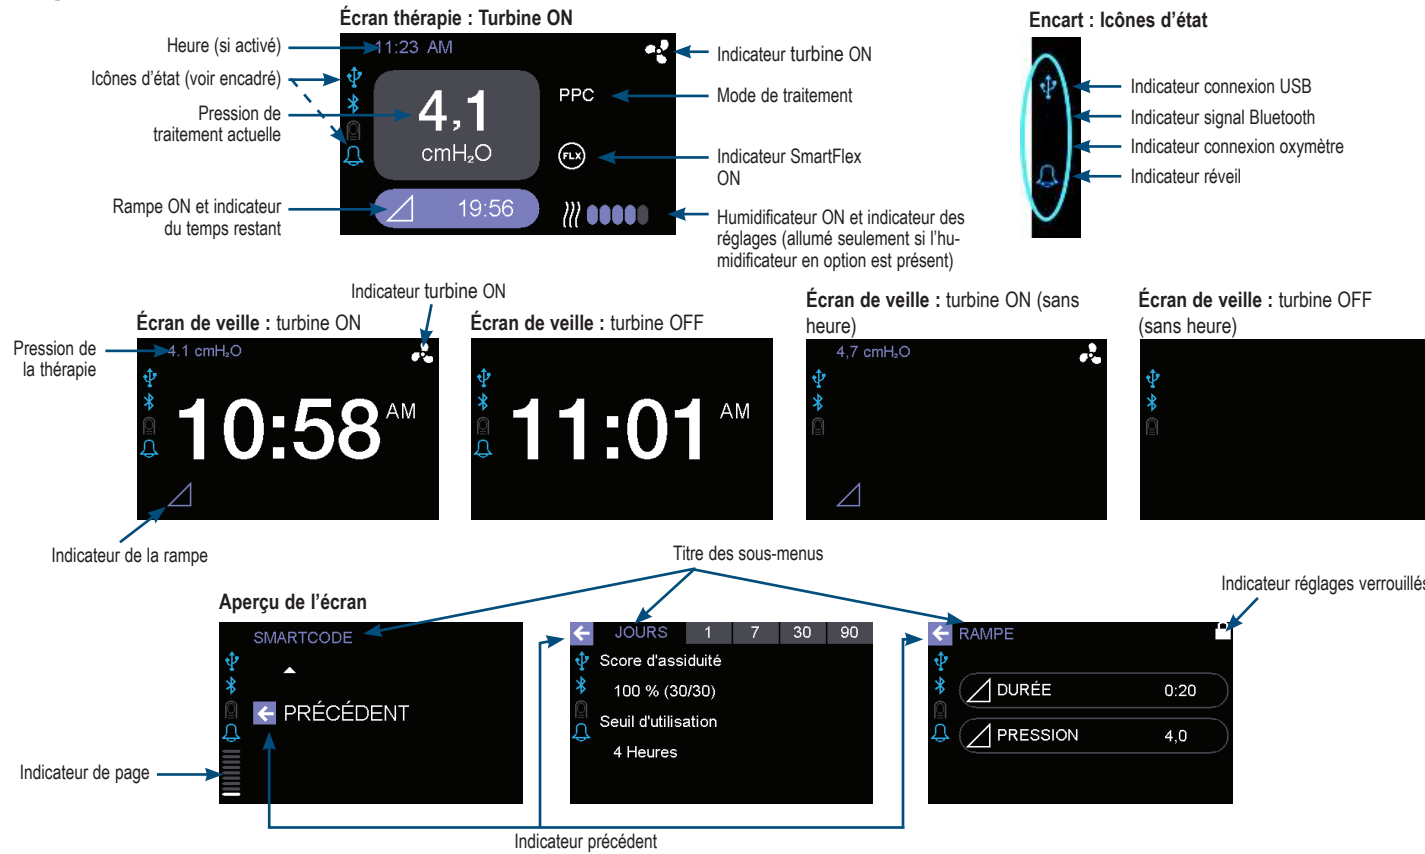 Écran thérapie : Turbine ON
Encart : Icônes d’état
Heure (si activé)
Icônes d’état (voir encadré)
Pression de
traitement actuelle
Rampe ON et indicateur
du temps restant
11:23 AM
4,1
cmH₂O
PPC
FLX
19:56
Indicateur turbine ON
Mode de traitement
Indicateur SmartFlex
ON
Humidificateur ON et indicateur des
réglages (allumé seulement si l’hu-
midificateur en option est présent)
Indicateur connexion USB
Indicateur signal Bluetooth
Indicateur connexion oxymètre
Indicateur réveil
Indicateur turbine ON
Écran de veille : turbine ON
Pression de
la thérapie
4.1 cmH₂O
10:58 AM
Indicateur de la rampe
Écran de veille : turbine OFF
11:01 AM
Écran de veille : turbine ON (sans
heure)
4,7 cmH₂O
Écran de veille : turbine OFF
(sans heure)
Titre des sous-menus
Indicateur réglages verrouillés
Aperçu de l’écran
SMARTCODE
PRÉCÉDENT
Indicateur de page
JOURS 1 7 30 90
Score d'assiduité
100 % (30/30)
Seuil d'utilisation
4 Heures
RAMPE
DURÉE 0:20
PRESSION 4,0
Indicateur précédent